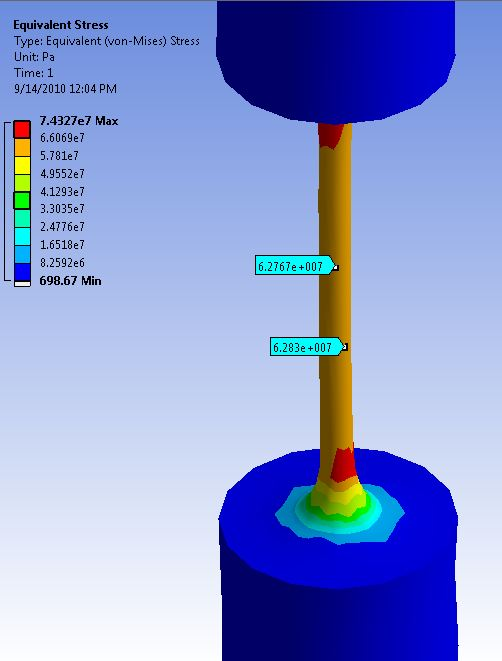 Equivalent Stress
Type: Equivalent (von-Mises) Stress
Unit: Pa
Time: 1
9/14/2010 12:04 PM
7.4327e7 Max
6.6069e7
5.781e7
4.9552e7
4.1293e7
3.3035e7
2.4776e7
1.6518e7
8.2592e6
698.67 Min
6.2767e+007
6.283e+007